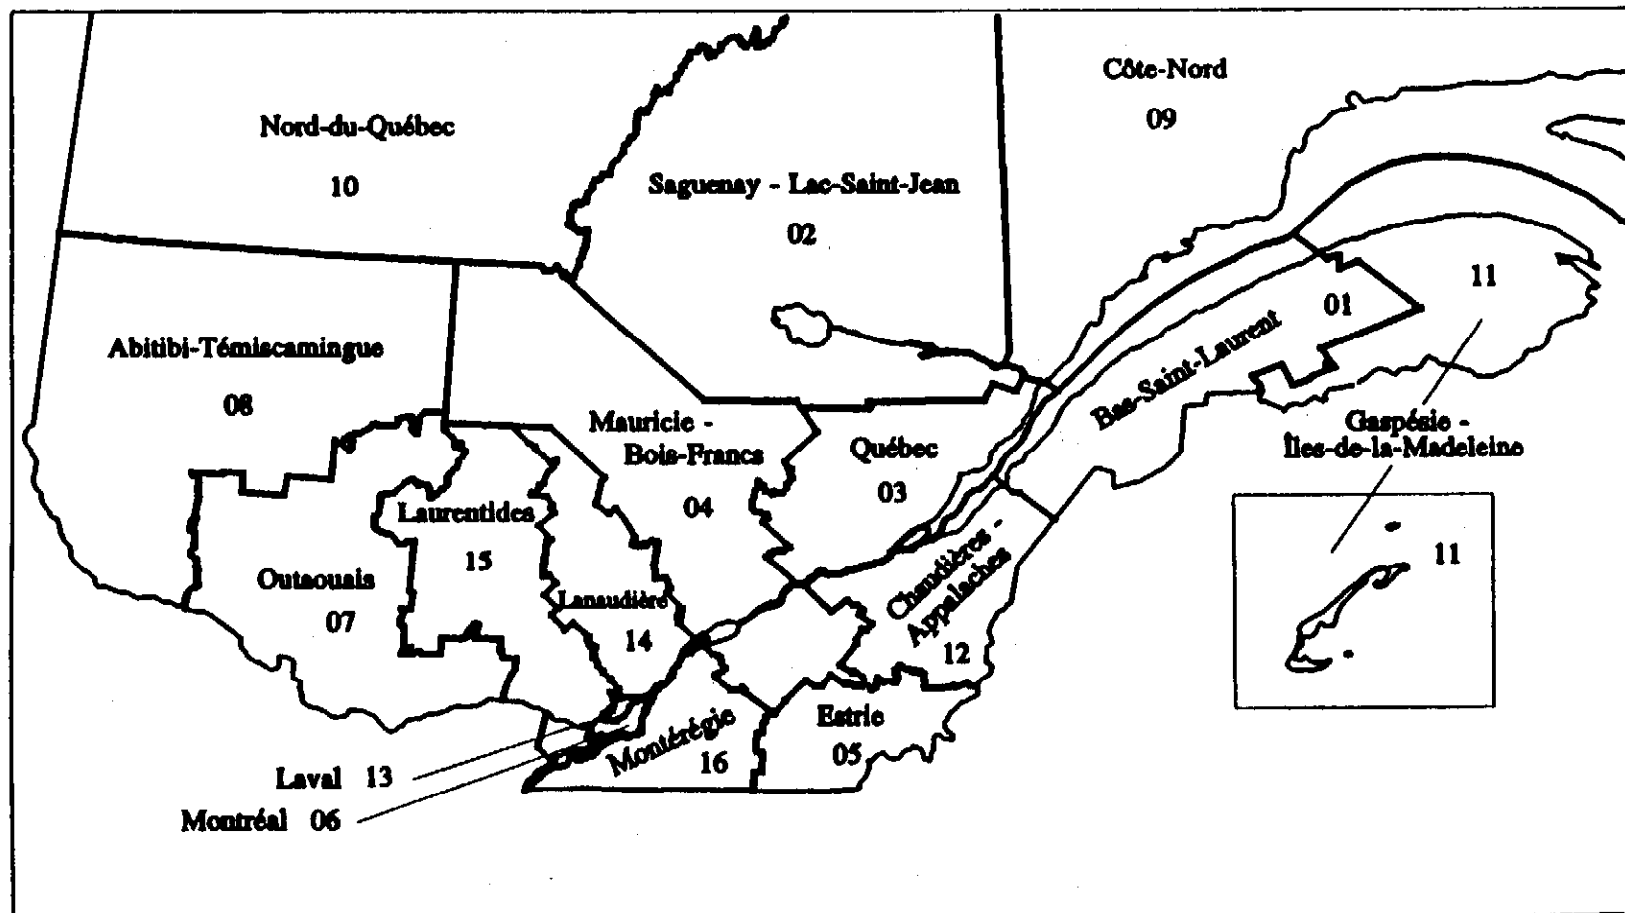 Côte-Nord
09
Nord-du-Québec
10
Saguenay - Lac-Saint-Jean
02
11
01
Bas-Saint-Laurent
Abitibi-Témiscamingue
08
Mauricie -
Bois-Francs
04
Québec
03
Gaspésie -
Îles-de-la-Madeleine
11
Laurentides
15
Outaouais
07
Lanaudière
14
Chaudières -
Appalaches
12
Estrie
05
Montérégie
16
Laval 13
Montréal 06